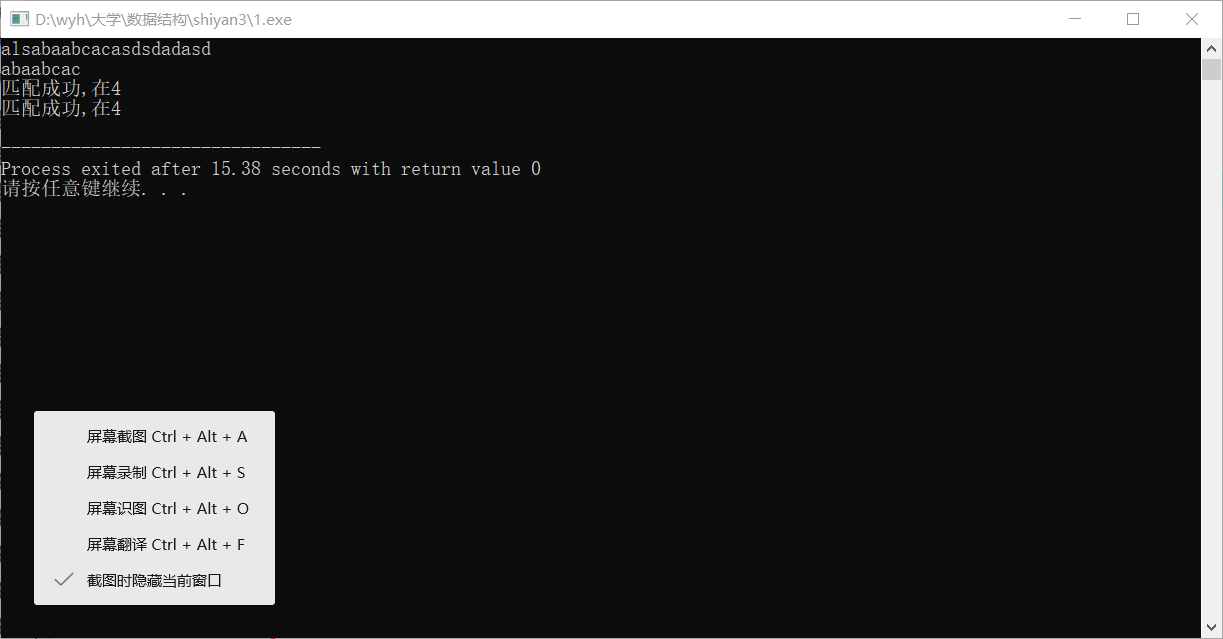 D:\wyh\大学\数据结构\shiyan3\1.exe
alsabaabcacasdsdadasd
abaabcac
匹配成功,在4
匹配成功,在4
--------------------------------
Process exited after 15.38 seconds with return value 0
请按任意键继续. . .
屏幕截图 Ctrl + Alt + A
屏幕录制 Ctrl + Alt + S
屏幕识图 Ctrl + Alt + O
屏幕翻译 Ctrl + Alt + F
截图时隐藏当前窗口